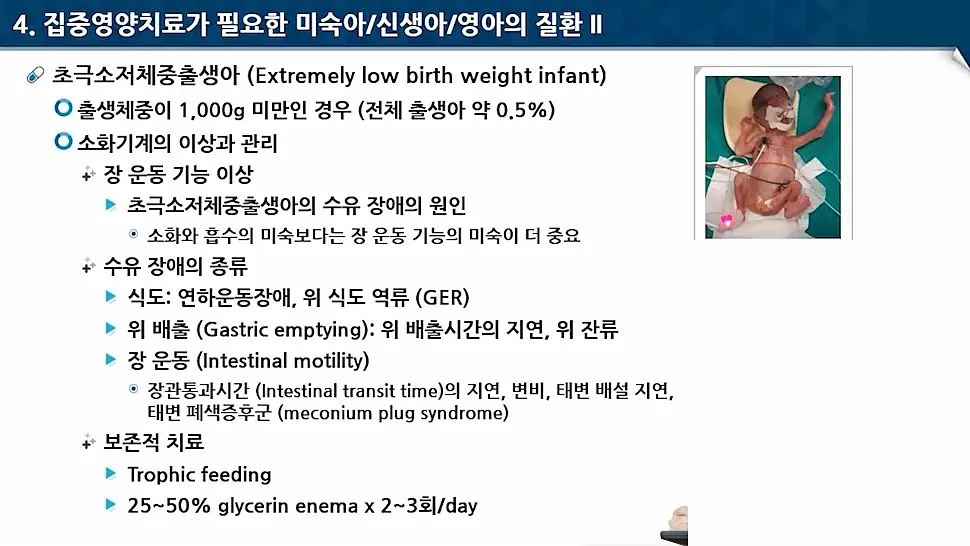 4. 집중영양치료가 필요한 미숙아/신생아/영아의 질환 II
초극소저체중출생아 (Extremely low birth weight infant)
출생체중이 1,000g 미만인 경우 (전체 출생아 약 0.5%)
소화기계의 이상과 관리
장 운동 기능 이상
초극소저체중출생아의 수유 장애의 원인
소화와 흡수의 미숙보다는 장 운동 기능의 미숙이 더 중요
수유 장애의 종류
식도: 연하운동장애, 위 식도 역류 (GER)
위 배출 (Gastric emptying): 위 배출시간의 지연, 위 잔류
장 운동 (Intestinal motility)
장관통과시간 (Intestinal transit time)의 지연, 변비, 태변 배설 지연,
태변 폐색증후군 (meconium plug syndrome)
보존적 치료
Trophic feeding
25~50% glycerin enema x 2~3회/day